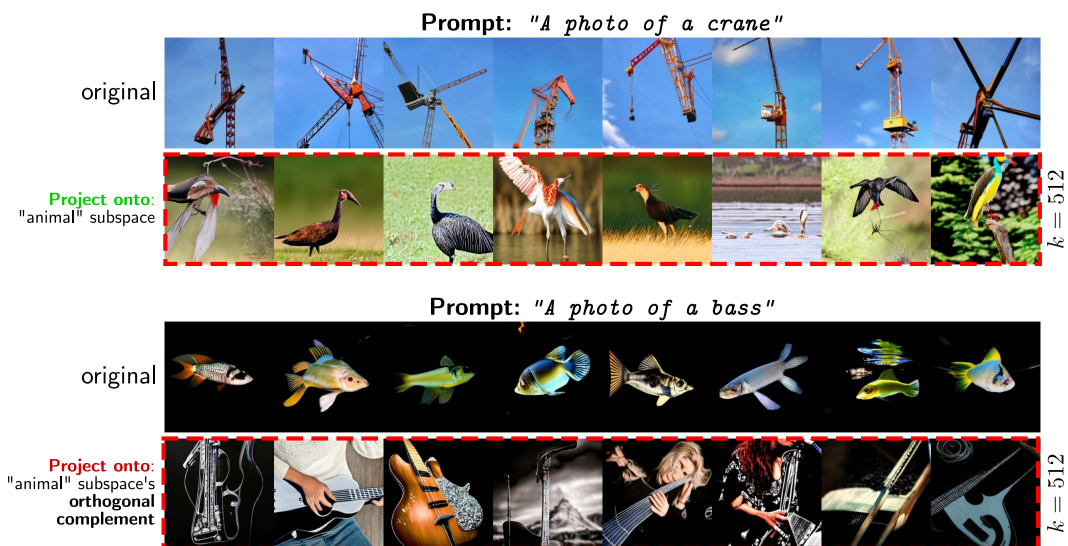 Prompt: "A photo of a crane"
original
Project onto:
"animal" subspace
k = 512
Prompt: "A photo of a bass"
original
Project onto:
"animal" subspace's
orthogonal
complement
k = 512